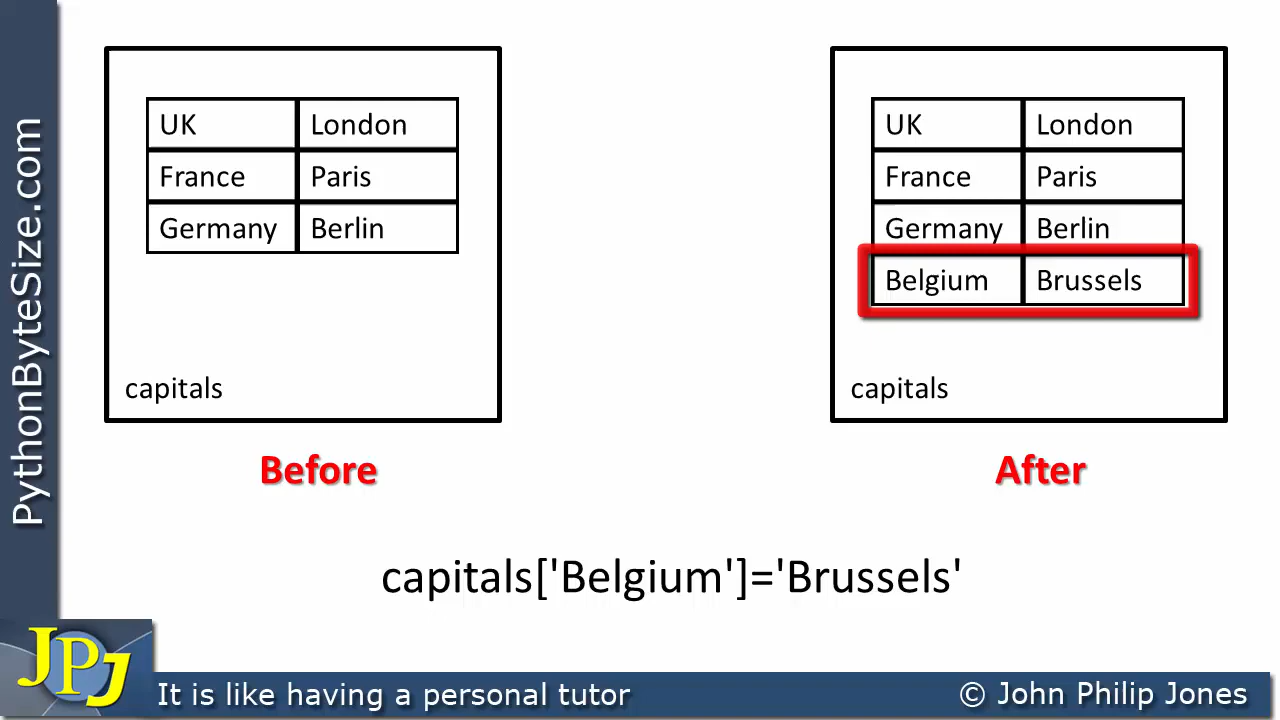 PythonByteSize.com
UK London
France Paris
Germany Berlin
capitals
Before
UK London
France Paris
Germany Berlin
Belgium Brussels
capitals
After
capitals['Belgium']='Brussels'
JPJ
It is like having a personal tutor
© John Philip Jones